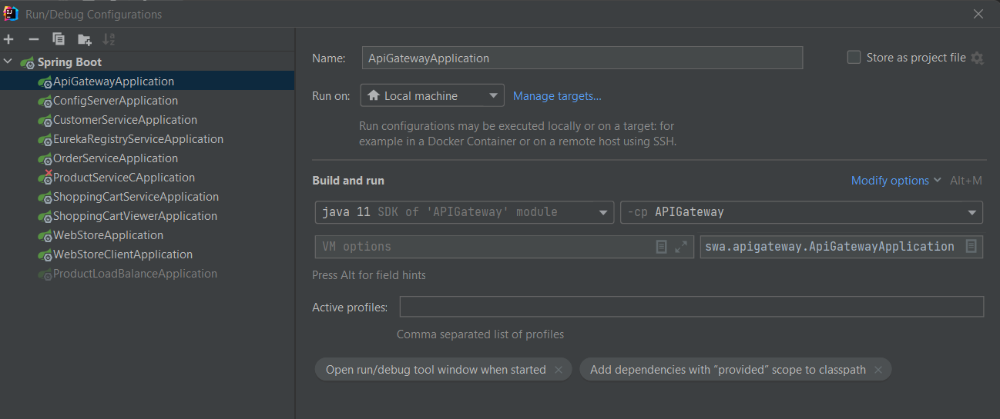 Run/Debug Configurations
Spring Boot
ApiGatewayApplication
ConfigServerApplication
CustomerServiceApplication
EurekaRegistryServiceApplication
OrderServiceApplication
ProductServiceCApplication
ShoppingCartServiceApplication
ShoppingCartViewerApplication
WebStoreApplication
WebStoreClientApplication
ProductLoadBalanceApplication
Name: ApiGatewayApplication Store as project file
Run on: Local machine Manage targets...
Run configurations may be executed locally or on a target: for
example in a Docker Container or on a remote host using SSH.
Build and run Modify options Alt+M
java 11 SDK of 'APIGateway' module -cp APIGateway
VM options swa.apigateway.ApiGatewayApplication
Press Alt for field hints
Active profiles:
Comma separated list of profiles
Open run/debug tool window when started Add dependencies with “provided” scope to classpath